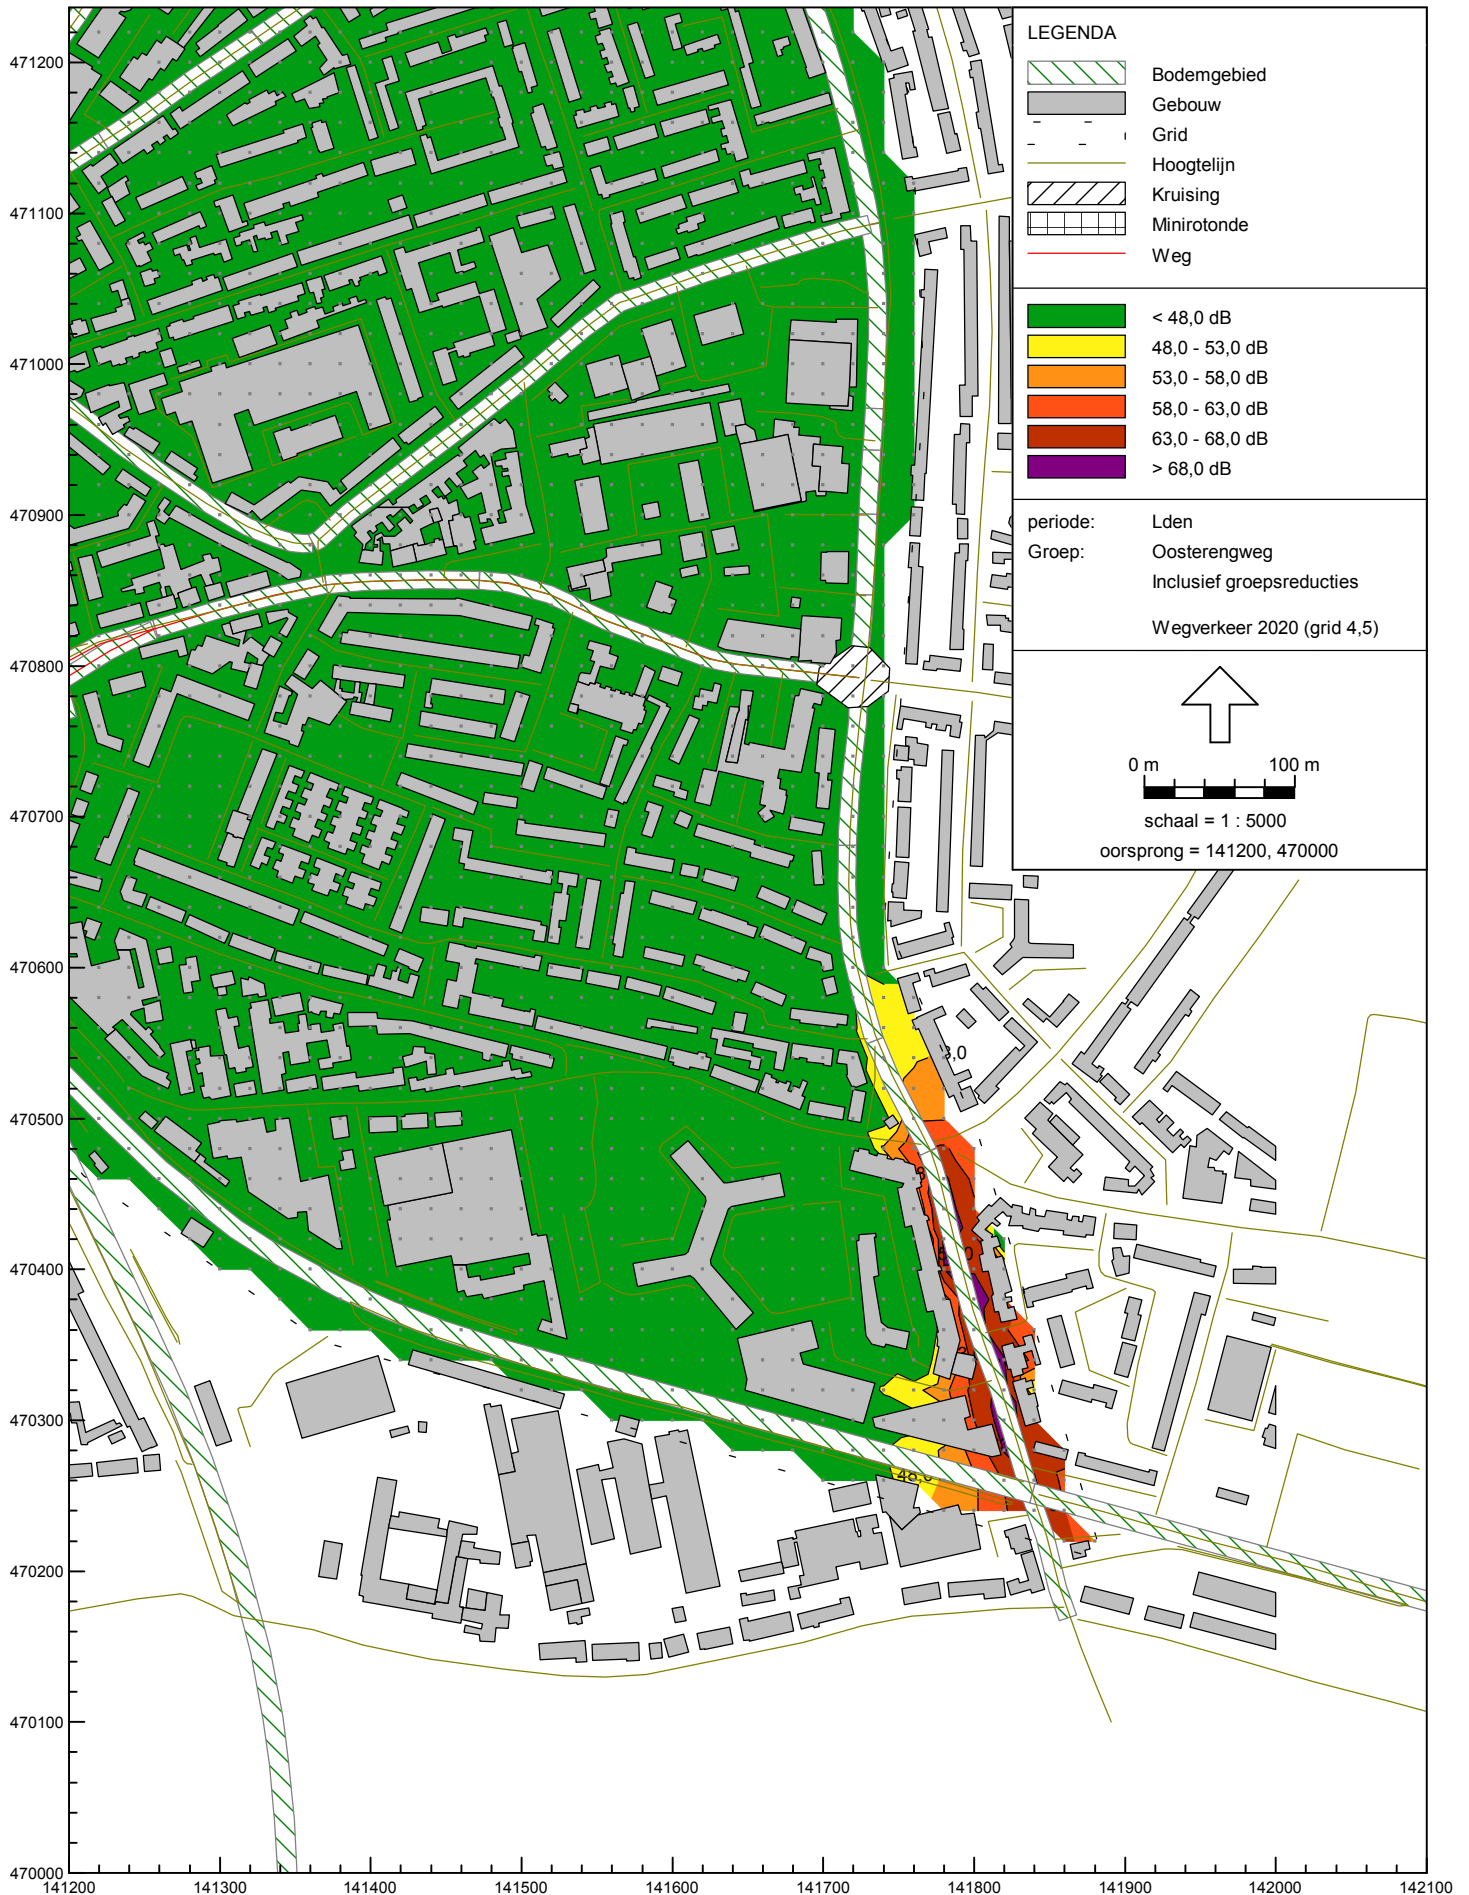 LEGENDA
Bodemgebied
Gebouw
Grid
Hoogtelijn
Kruising
Minirotonde
Weg
< 48,0 dB
48,0 - 53,0 dB
53,0 - 58,0 dB
58,0 - 63,0 dB
63,0 - 68,0 dB
> 68,0 dB
periode: Lden
Groep: Oosterengweg
Inclusief groepsreducties
Wegverkeer 2020 (grid 4,5)
0 m 100 m
schaal = 1 : 5000
oorsprong = 141200, 470000
471200
471100
471000
470900
470800
470700
470600
470500
470400
470300
470200
470100
470000
141200 141300 141400 141500 141600 141700 141800 141900 142000 142100